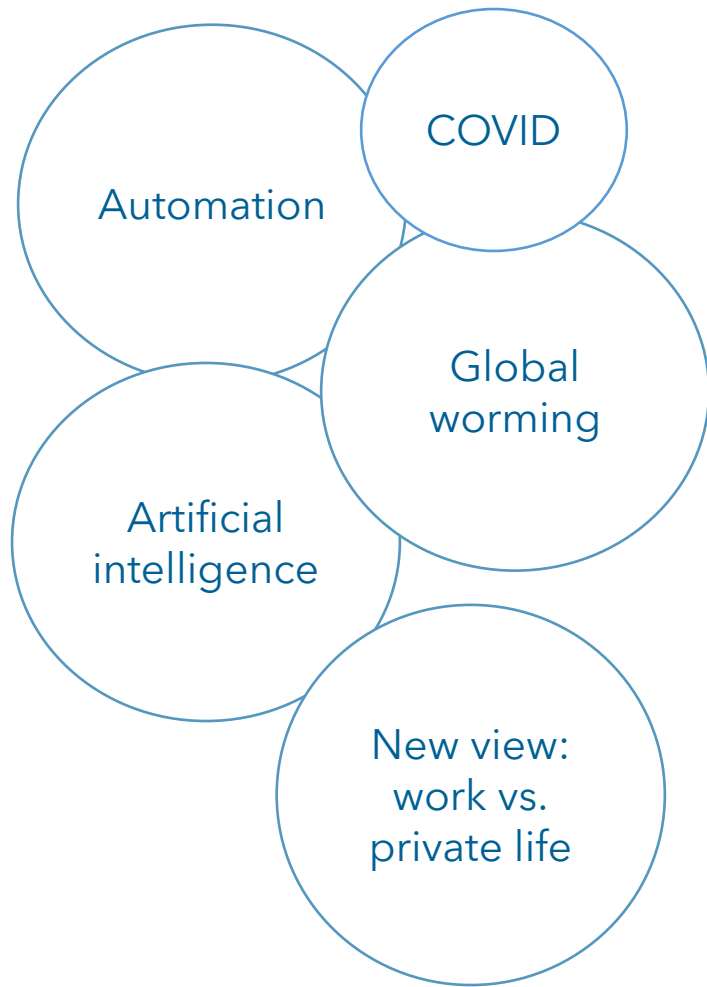 COVID
Automation
Global
worming
Artificial
intelligence
New view:
work vs.
private life